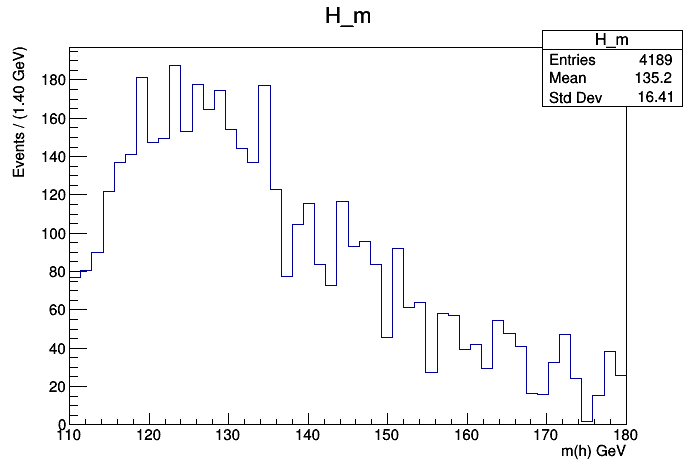 H_m
H_m
Entries 4189
Mean 135.2
Std Dev 16.41
Events / (1.40 GeV)
180
160
140
120
100
80
60
40
20
0
110 120 130 140 150 160 170 180
m(h) GeV